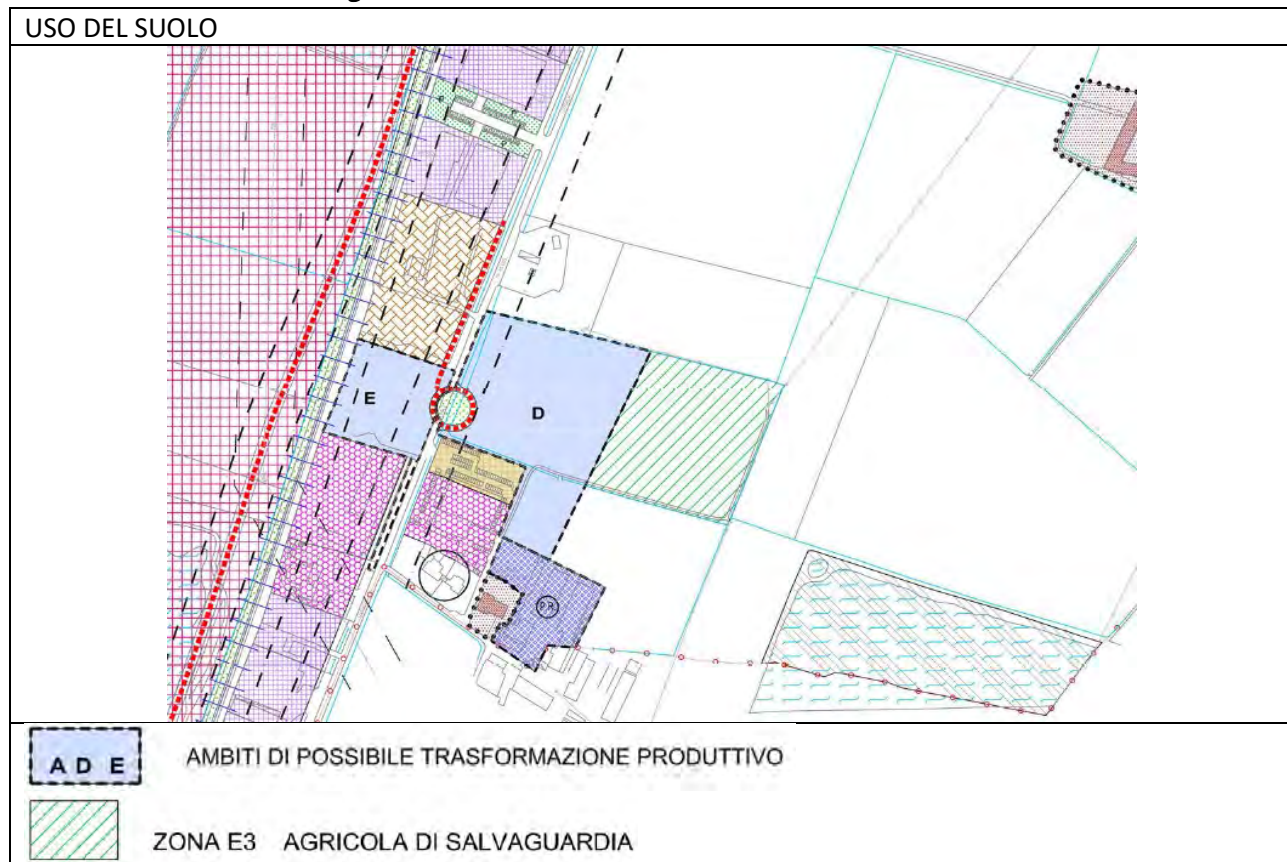 USO DEL SUOLO
E
D
P.R.
A D E AMBITI DI POSSIBILE TRASFORMAZIONE PRODUTTIVO
ZONA E3 AGRICOLA DI SALVAGUARDIA